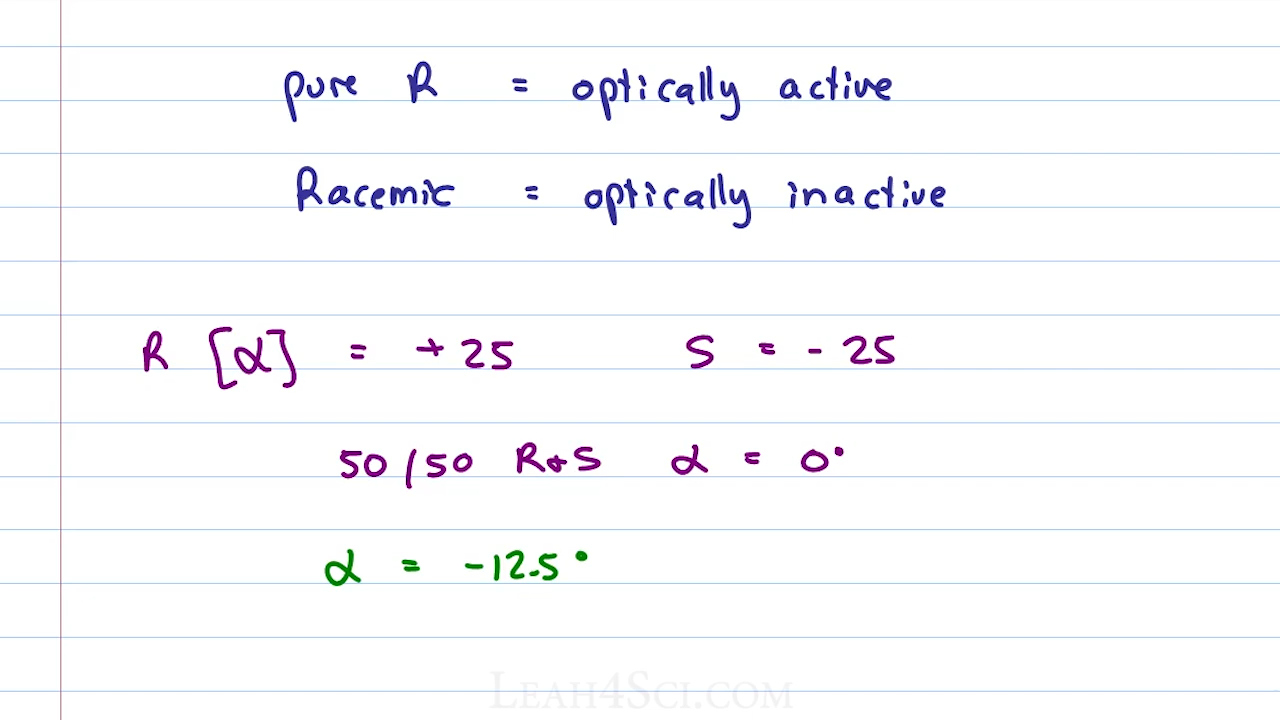 pure R = optically active
Racemic = optically inactive
R [α] = +25 S = -25
50/50 R+S α = 0°
α = -12.5°
LEAH4SCI.COM